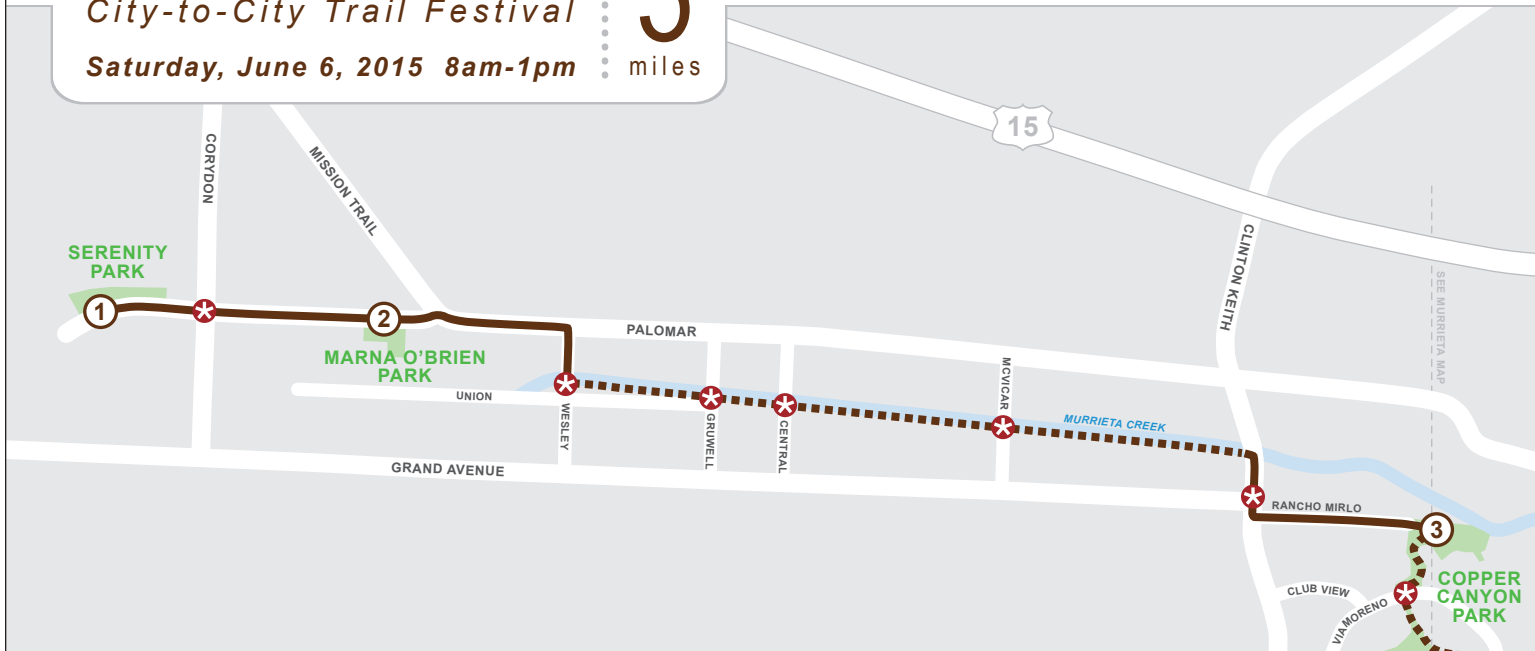 City-to-City Trail Festival
Saturday, June 6, 2015 8am-1pm
miles
15
CORYDON
MISSION TRAIL
CLINTON KEITH
SERENITY
PARK
1
2
MARNA O'BRIEN
PARK
PALOMAR
SEE MURRIETA MAP
UNION
WESLEY
GRUWELL
CENTRAL
MCVICAR
MURRIETA CREEK
GRAND AVENUE
RANCHO MIRLO
3
COPPER
CANYON
PARK
CLUB VIEW
VIA MORENO